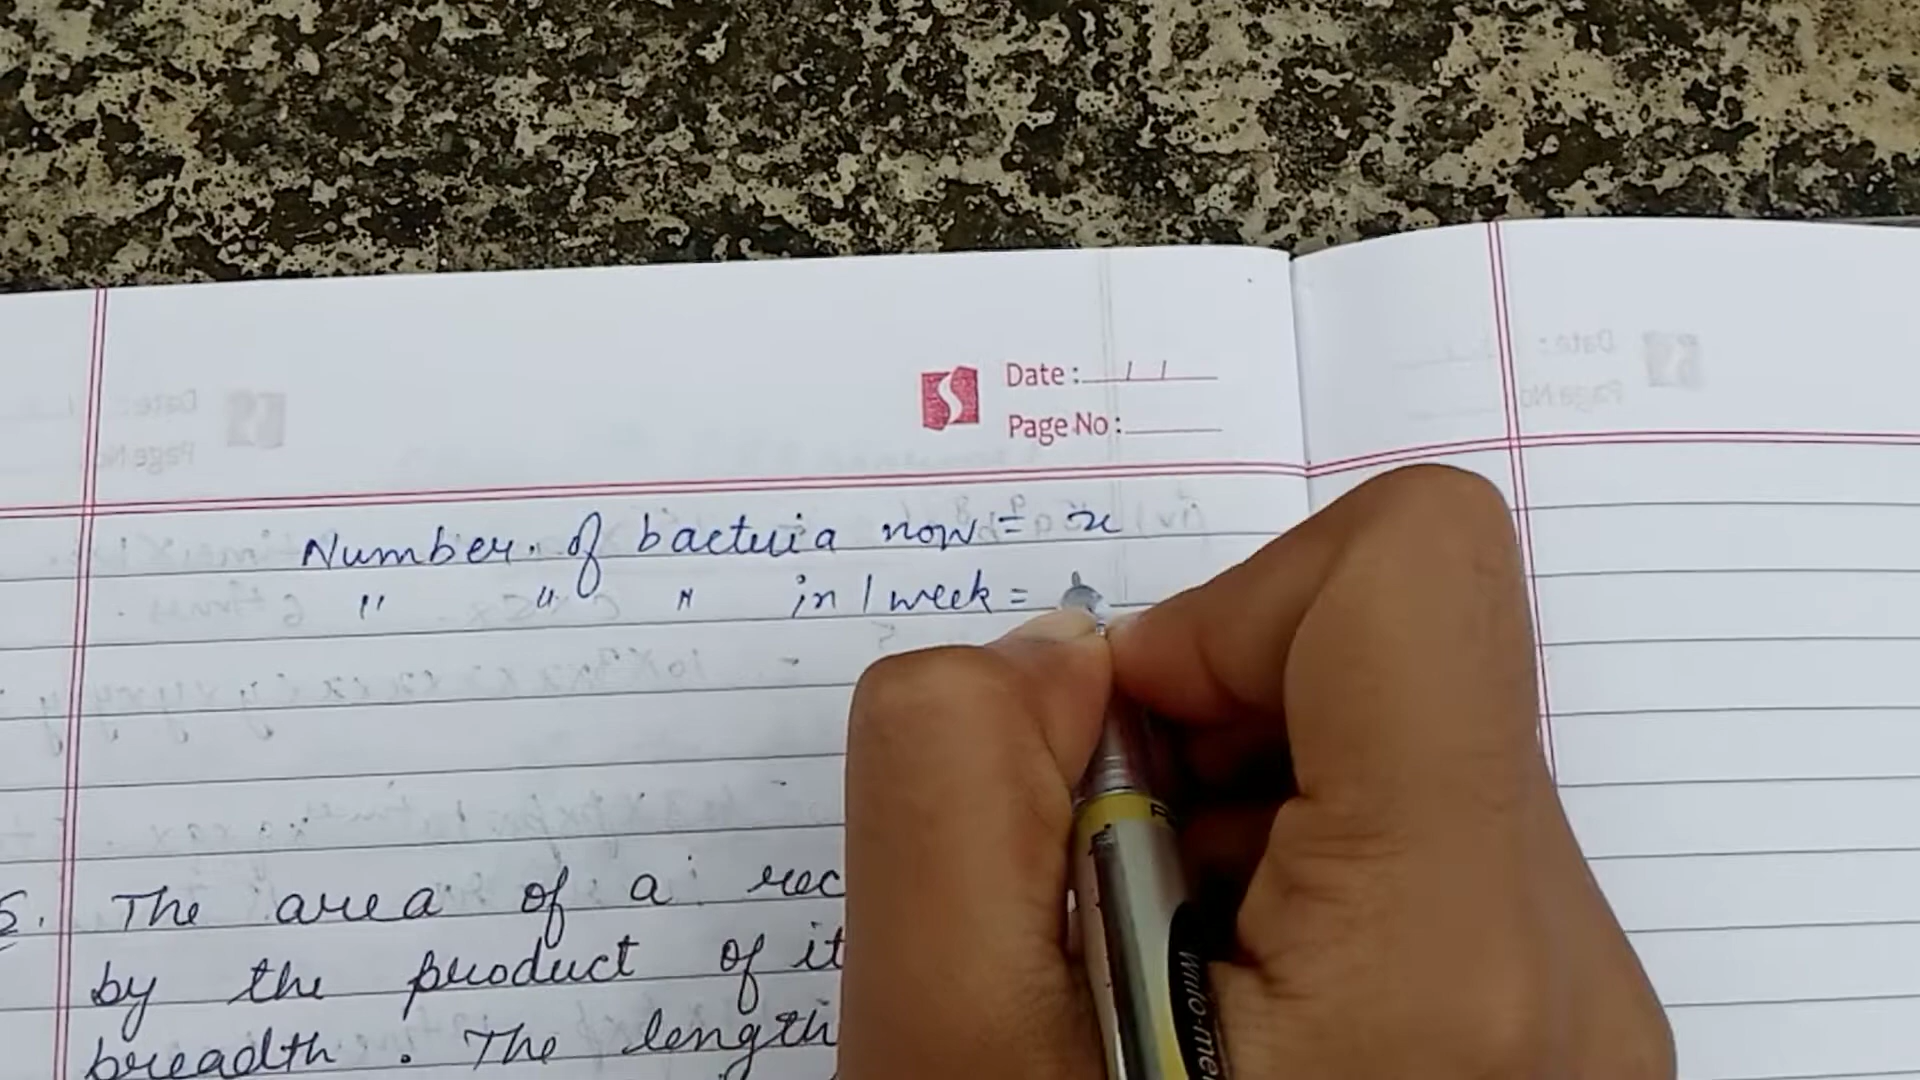 Date: / /
Page No:
Number of bacteria now = x
" " " in 1 week =
5. The area of a rec
by the product of it
breadth. The length